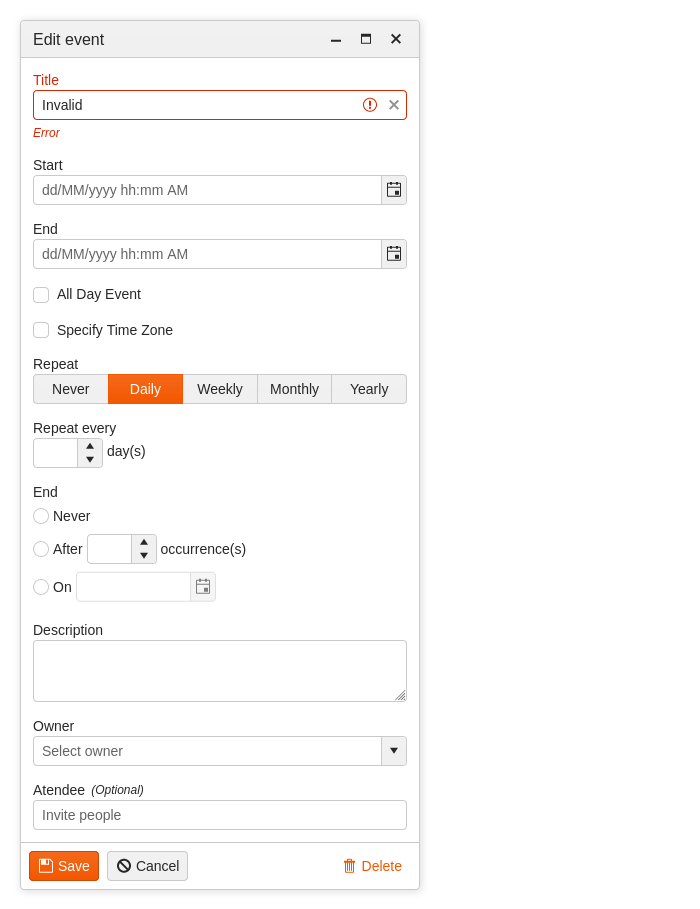 Edit event
Title
Invalid
Error
Start
dd/MM/yyyy hh:mm AM
End
dd/MM/yyyy hh:mm AM
All Day Event
Specify Time Zone
Repeat
Never Daily Weekly Monthly Yearly
Repeat every
day(s)
End
Never
After occurrence(s)
On
Description
Owner
Select owner
Atendee (Optional)
Invite people
Save Cancel Delete